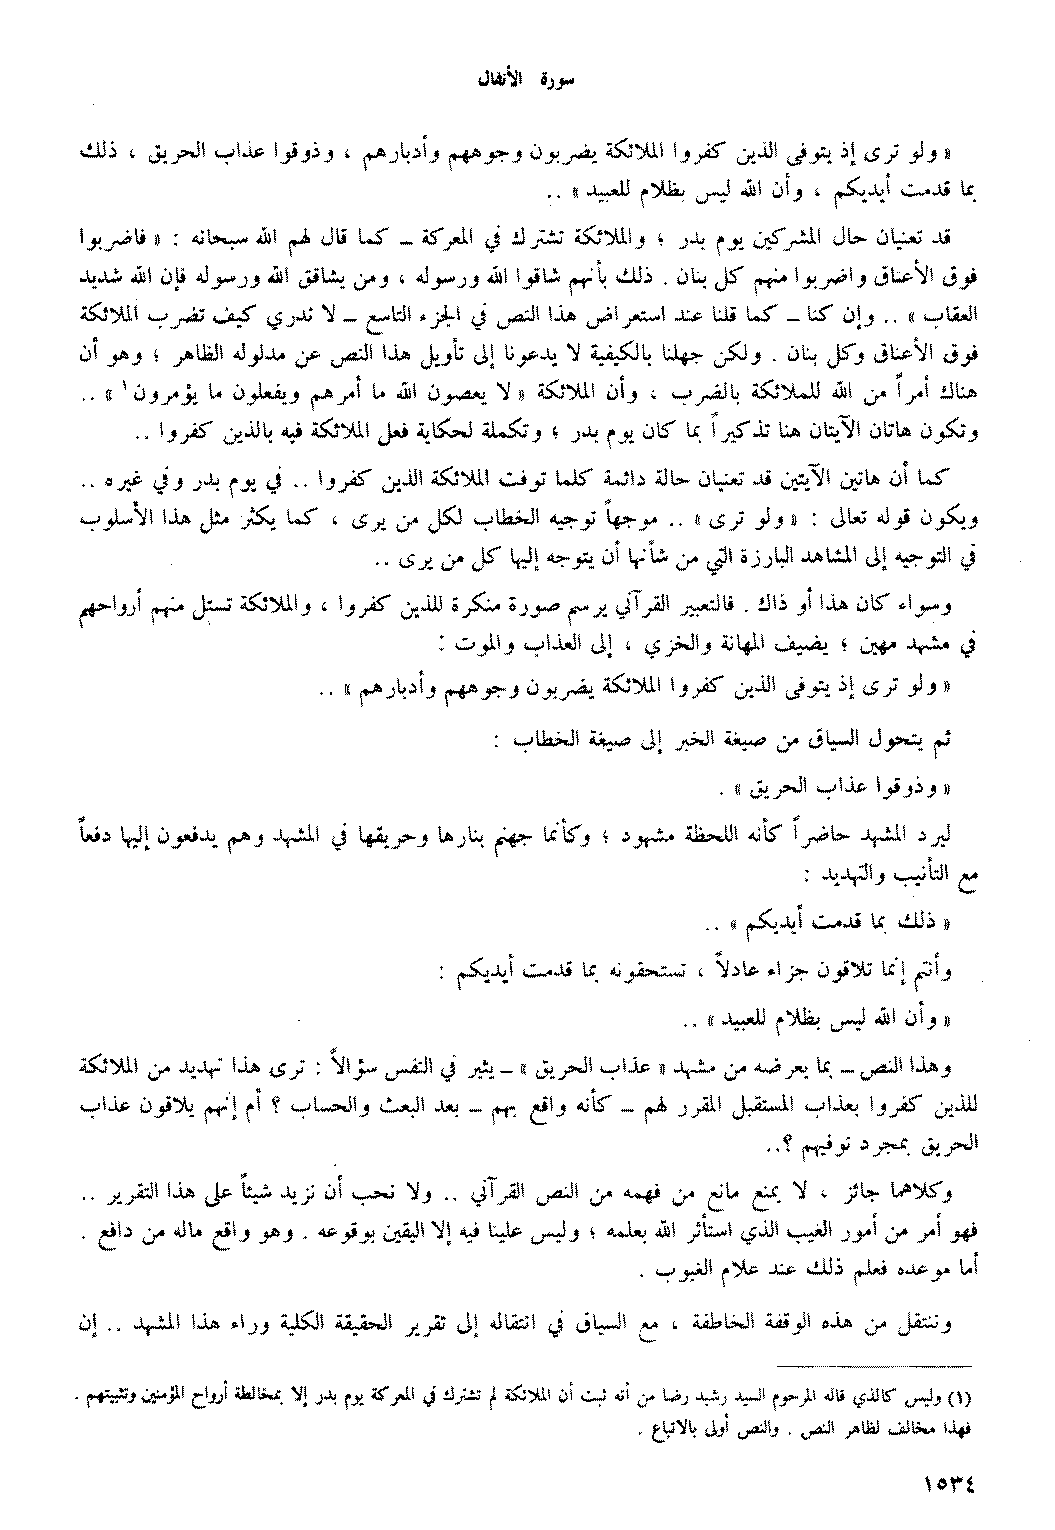 سورة الأنفال
« ولو ترى إذ يتوفى الذين كفروا الملائكة يضربون وجوههم وأدبارهم ، وذوقوا عذاب الحريق ، ذلك
بما قدمت أيديكم ، وأن الله ليس بظلام للعبيد » ..
قد تعنيان حال المشركين يوم بدر ؛ والملائكة تشترك في المعركة – كما قال لهم الله سبحانه : « فاضربوا
فوق الأعناق واضربوا منهم كل بنان . ذلك بأنهم شاقوا الله ورسوله ، ومن يشاقق الله ورسوله فإن الله شديد
العقاب » .. وإن كنا – كما قلنا عند استعراض هذا النص في الجزء التاسع – لا ندري كيف تضرب الملائكة
فوق الأعناق وكل بنان . ولكن جهلنا بالكيفية لا يدعونا إلى تأويل هذا النص عن مدلوله الظاهر ؛ وهو أن
هناك أمراً من الله للملائكة بالضرب ، وأن الملائكة « لا يعصون الله ما أمرهم ويفعلون ما يؤمرون ١ » ..
وتكون هاتان الآيتان هنا تذكيراً بما كان يوم بدر ؛ وتكملة لحكاية فعل الملائكة فيه بالذين كفروا ..
كما أن هاتين الآيتين قد تعنيان حالة دائمة كلما توفت الملائكة الذين كفروا .. في يوم بدر وفي غيره ..
ويكون قوله تعالى : « ولو ترى » .. موجهاً توجيه الخطاب لكل من يرى ، كما يكثر مثل هذا الأسلوب
في التوجيه إلى المشاهد البارزة التي من شأنها أن يتوجه إليها كل من يرى ..
وسواء كان هذا أو ذاك . فالتعبير القرآني يرسم صورة منكرة للذين كفروا ، والملائكة تستل منهم أرواحهم
في مشهد مهين ؛ يضيف المهانة والخزي ، إلى العذاب والموت :
« ولو ترى إذ يتوفى الذين كفروا الملائكة يضربون وجوههم وأدبارهم » ..
ثم يتحول السياق من صيغة الخبر إلى صيغة الخطاب :
« وذوقوا عذاب الحريق » .
ليرد المشهد حاضراً كأنه اللحظة مشهود ؛ وكأنما جهنم بنارها وحريقها في المشهد وهم يدفعون إليها دفعاً
مع التأنيب والتهديد :
« ذلك بما قدمت أيديكم » ..
وأنتم إنما تلاقون جزاء عادلاً ، تستحقونه بما قدمت أيديكم :
« وأن الله ليس بظلام للعبيد » ..
وهذا النص – بما يعرضه من مشهد « عذاب الحريق » – يثير في النفس سؤالاً : ترى هذا تهديد من الملائكة
للذين كفروا بعذاب المستقبل المقرر لهم – كأنه واقع بهم – بعد البعث والحساب ؟ أم إنهم يلاقون عذاب
الحريق بمجرد توفيهم ؟..
وكلاهما جائز ، لا يمنع مانع من فهمه من النص القرآني .. ولا نحب أن نزيد شيئاً على هذا التقرير ..
فهو أمر من أمور الغيب الذي استأثر الله بعلمه ؛ وليس علينا فيه إلا اليقين بوقوعه . وهو واقع ماله من دافع .
أما موعده فعلم ذلك عند علام الغيوب .
وننتقل من هذه الوقفة الخاطفة ، مع السياق في انتقاله إلى تقرير الحقيقة الكلية وراء هذا المشهد .. إن
(١) وليس كالذي قاله المرحوم السيد رشيد رضا من أنه ثبت أن الملائكة لم تشترك في المعركة يوم بدر إلا بمخالطة أرواح المؤمنين وتثبيتهم .
فهذا مخالف لظاهر النص . والنص أولى بالاتباع .
١٥٣٤